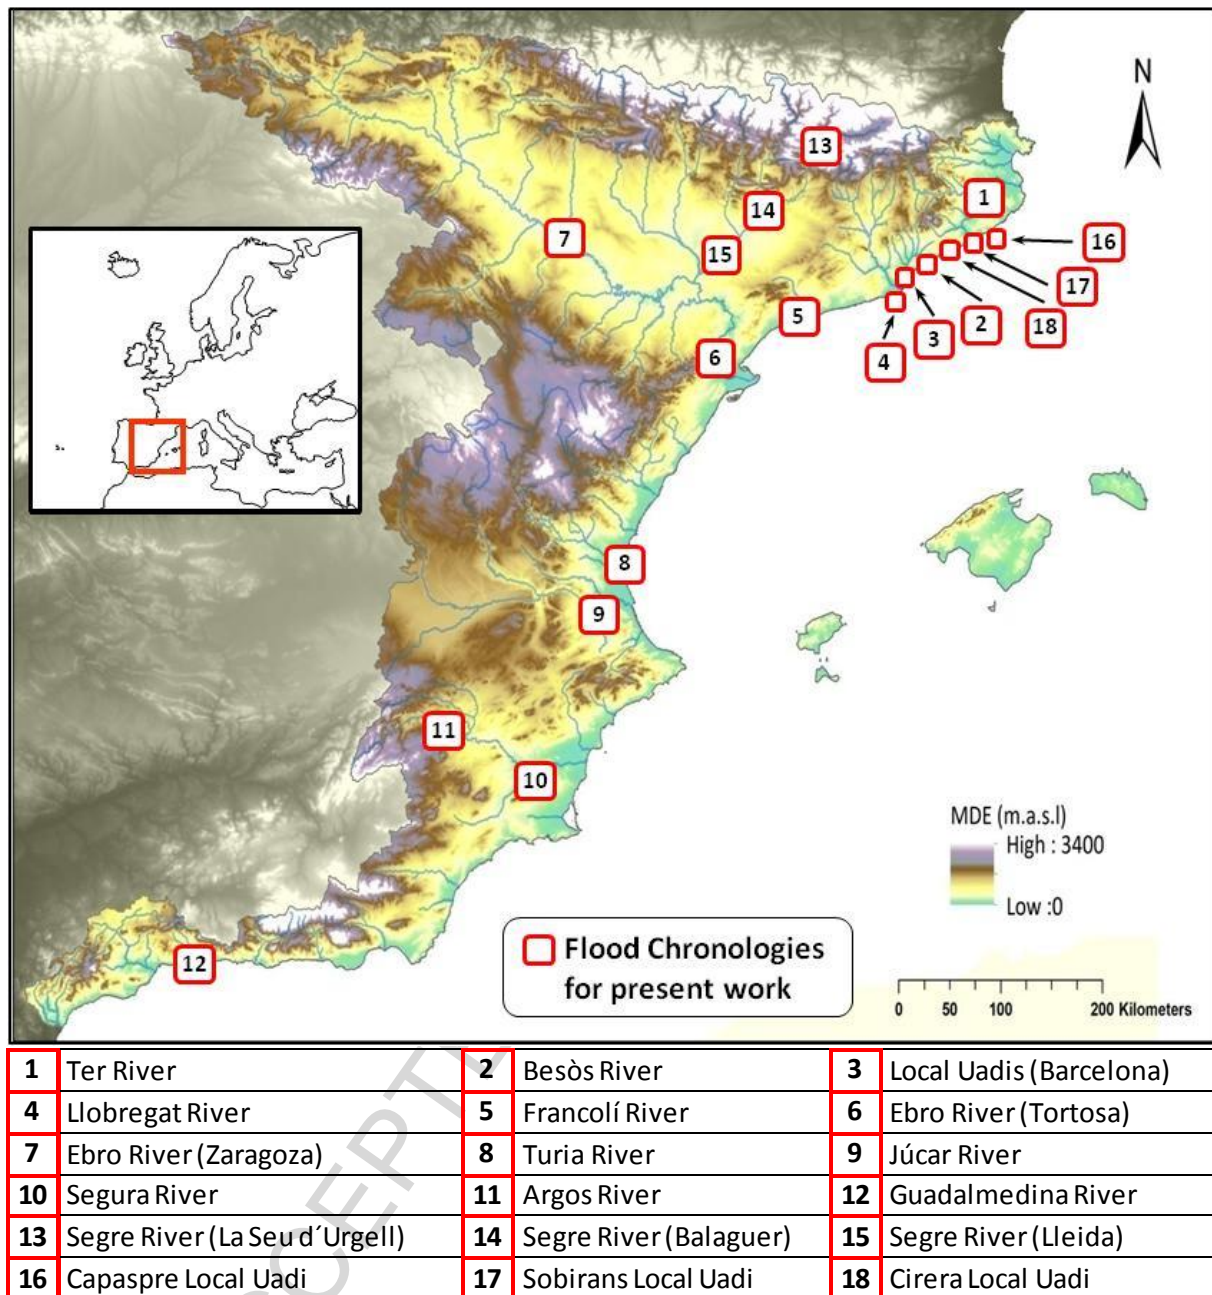 N
13
1
14
16
7
15
17
5
3
2
18
6
4
8
9
11
10
MDE (m.a.s.l)
High : 3400
Low :0
12
Flood Chronologies
for present work
0 50 100 200 Kilometers
1 Ter River 2 Besòs River 3 Local Uadis (Barcelona)
4 Llobregat River 5 Francolí River 6 Ebro River (Tortosa)
7 Ebro River (Zaragoza) 8 Turia River 9 Júcar River
10 Segura River 11 Argos River 12 Guadalmedina River
13 Segre River (La Seu d´Urgell) 14 Segre River (Balaguer) 15 Segre River (Lleida)
16 Capaspre Local Uadi 17 Sobirans Local Uadi 18 Cirera Local Uadi
CCEPT